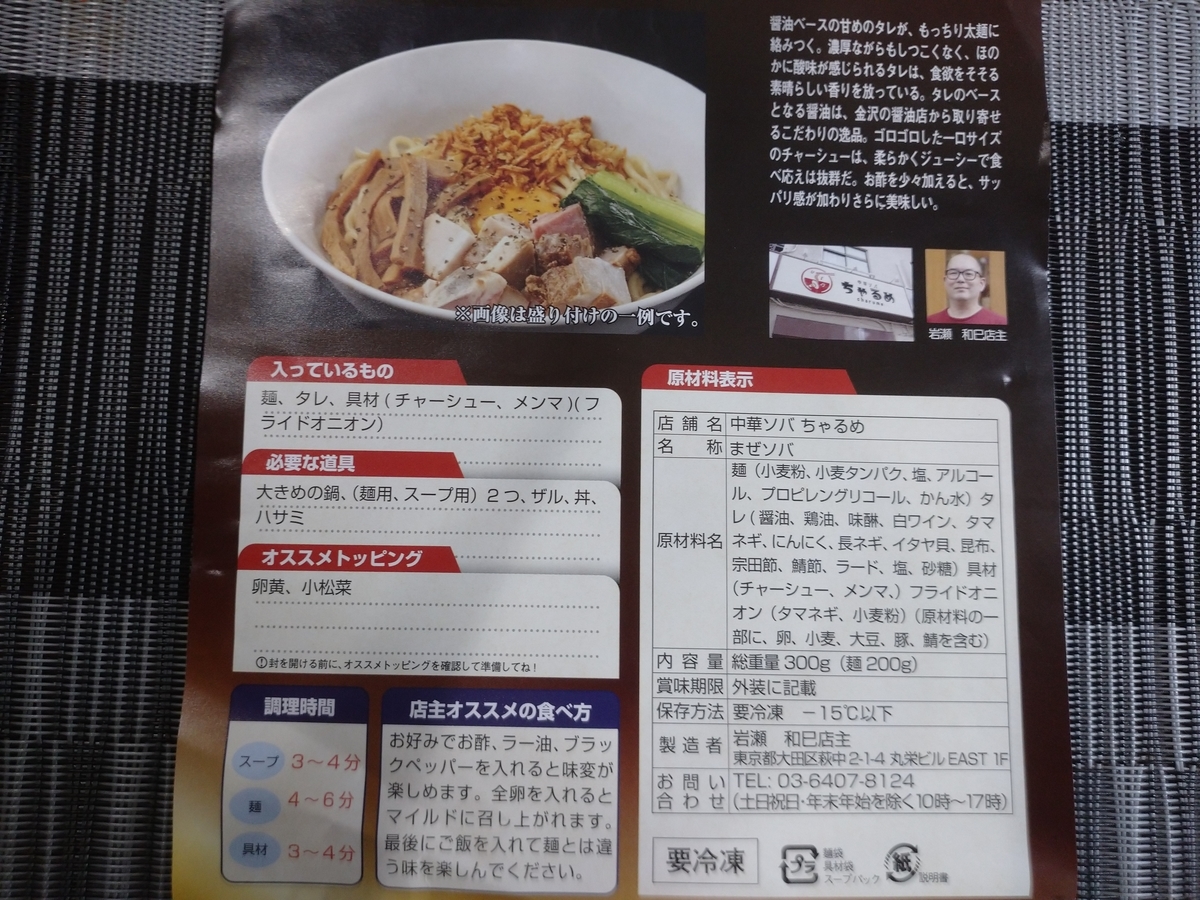 醤油ベースの甘めのタレが、もっちり太麺に
絡みつく。濃厚ながらもしつこくなく、ほの
かに酸味が感じられるタレは、食欲をそそる
素晴らしい香りを放っている。タレのベース
となる醤油は、金沢の醤油店から取り寄せ
るこだわりの逸品。ゴロゴロした一口サイズ
のチャーシューは、柔らかくジューシーで食
べ応えは抜群だ。お酢を少々加えると、サッ
パリ感が加わりさらに美味しい。
ちゃるめ
岩瀬 和巳店主
※画像は盛り付けの一例です。
入っているもの
麺、タレ、具材(チャーシュー、メンマ)(フ
ライドオニオン)
必要な道具
大きめの鍋、(麺用、スープ用)2つ、ザル、丼、
ハサミ
オススメトッピング
卵黄、小松菜
!封を開ける前に、オススメトッピングを確認して準備してね!
調理時間
スープ 3〜4分
麺 4〜6分
具材 3〜4分
店主オススメの食べ方
お好みでお酢、ラー油、ブラッ
クペッパーを入れると味変が
楽しめます。全卵を入れると
マイルドに召し上がれます。
最後にご飯を入れて麺とは違
う味を楽しんでください。
原材料表示
店舗名 中華ソバ ちゃるめ
名称 まぜソバ
原材料名 麺(小麦粉、小麦タンパク、塩、アルコー
ル、プロピレングリコール、かん水)タ
レ(醤油、鶏油、味醂、白ワイン、タマ
ネギ、にんにく、長ネギ、イタヤ貝、昆布、
宗田節、鯖節、ラード、塩、砂糖)具材
(チャーシュー、メンマ、)フライドオニ
オン(タマネギ、小麦粉)(原材料の一
部に、卵、小麦、大豆、豚、鯖を含む)
内容量 総重量300g(麺200g)
賞味期限 外装に記載
保存方法 要冷凍 −15℃以下
製造者 岩瀬 和巳店主
東京都大田区萩中2-1-4 丸栄ビルEAST 1F
お問い合わせ TEL: 03-6407-8124
(土日祝日・年末年始を除く10時〜17時)
要冷凍
プラ
麺袋
具材袋
スープパック
紙
説明書